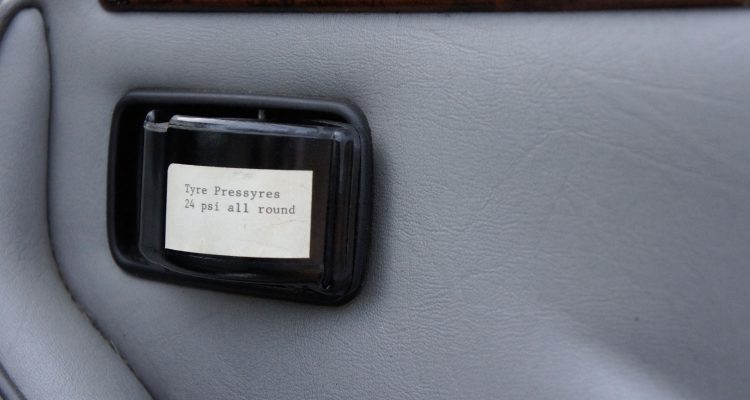 Tyre Pressyres
24 psi all round